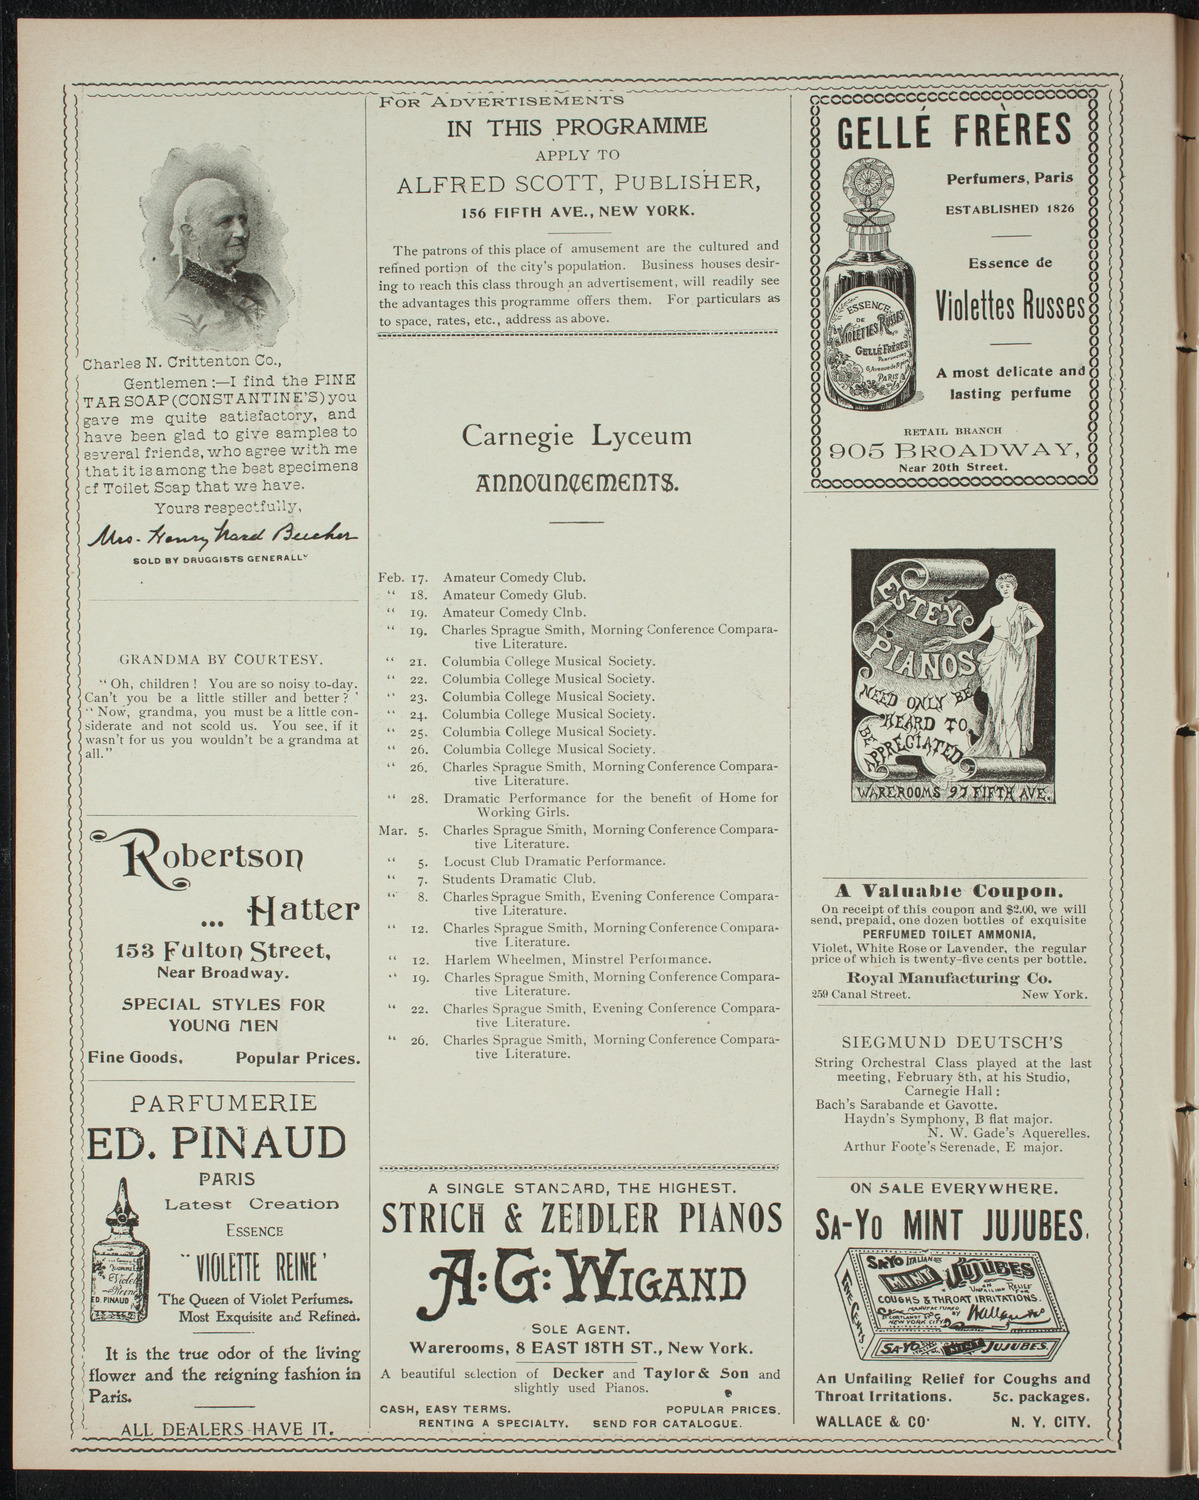 Charles N. Crittenton Co.,
Gentlemen:—I find the PINE
TAR SOAP (CONSTANTINE'S) you
gave me quite satisfactory, and
have been glad to give samples to
several friends, who agree with me
that it is among the best specimens
of Toilet Soap that we have.
Yours respectfully,
Mrs. Henry Ward Beecher
SOLD BY DRUGGISTS GENERALLY
GRANDMA BY COURTESY.
"Oh, children! You are so noisy to-day.
Can't you be a little stiller and better?'
"Now, grandma, you must be a little con-
siderate and not scold us. You see, if it
wasn't for us you wouldn't be a grandma at
all."
Robertson
... Hatter
153 Fulton Street,
Near Broadway.
SPECIAL STYLES FOR
YOUNG MEN
Fine Goods. Popular Prices.
PARFUMERIE
ED. PINAUD
PARIS
Latest Creation
ESSENCE
"VIOLETTE REINE'
The Queen of Violet Perfumes.
Most Exquisite and Refined.
It is the true odor of the living
flower and the reigning fashion in
Paris.
ALL DEALERS HAVE IT.
FOR ADVERTISEMENTS
IN THIS PROGRAMME
APPLY TO
ALFRED SCOTT, PUBLISHER,
156 FIFTH AVE., NEW YORK.
The patrons of this place of amusement are the cultured and
refined portion of the city's population. Business houses desir-
ing to reach this class through an advertisement, will readily see
the advantages this programme offers them. For particulars as
to space, rates, etc., address as above.
Carnegie Lyceum
ANNOUNCEMENTS.
Feb. 17. Amateur Comedy Club.
" 18. Amateur Comedy Glub.
" 19. Amateur Comedy Clnb.
" 19. Charles Sprague Smith, Morning Conference Compara-
tive Literature.
" 21. Columbia College Musical Society.
" 22. Columbia College Musical Society.
" 23. Columbia College Musical Society.
" 24. Columbia College Musical Society.
" 25. Columbia College Musical Society.
" 26. Columbia College Musical Society.
" 26. Charles Sprague Smith, Morning Conference Compara-
tive Literature.
" 28. Dramatic Performance for the benefit of Home for
Working Girls.
Mar. 5. Charles Sprague Smith, Morning Conference Compara-
tive Literature.
" 5. Locust Club Dramatic Performance.
" 7. Students Dramatic Club.
" 8. Charles Sprague Smith, Evening Conference Compara-
tive Literature.
" 12. Charles Sprague Smith, Morning Conference Compara-
tive Literature.
" 12. Harlem Wheelmen, Minstrel Performance.
" 19. Charles Sprague Smith, Morning Conference Compara-
tive Literature.
" 22. Charles Sprague Smith, Evening Conference Compara-
tive Literature.
" 26. Charles Sprague Smith, Morning Conference Compara-
tive Literature.
A SINGLE STANDARD, THE HIGHEST.
STRICH & ZEIDLER PIANOS
A:G:WIGAND
SOLE AGENT.
Warerooms, 8 EAST 18TH ST., New York.
A beautiful selection of Decker and Taylor & Son and
slightly used Pianos.
CASH, EASY TERMS. POPULAR PRICES.
RENTING A SPECIALTY. SEND FOR CATALOGUE.
GELLÉ FRÈRES
Perfumers, Paris
ESTABLISHED 1826
Essence de
Violettes Russes
A most delicate and
lasting perfume
ESSENCE
DE
VIOLETTES RUSSES
GELLÉ FRÈRES
PARIS
RETAIL BRANCH
905 BROADWAY,
Near 20th Street.
ESTEY
PIANOS
NEED ONLY BE
HEARD TO
BE
APPRECIATED
WAREROOMS 97 FIFTH AVE.
A Valuable Coupon.
On receipt of this coupon and $2.00, we will
send, prepaid, one dozen bottles of exquisite
PERFUMED TOILET AMMONIA,
Violet, White Rose or Lavender, the regular
price of which is twenty-five cents per bottle.
Royal Manufacturing Co.
259 Canal Street. New York.
SIEGMUND DEUTSCH'S
String Orchestral Class played at the last
meeting, February 8th, at his Studio,
Carnegie Hall:
Bach's Sarabande et Gavotte.
Haydn's Symphony, B flat major.
N. W. Gade's Aquerelles.
Arthur Foote's Serenade, E major.
ON SALE EVERYWHERE.
SA-YO MINT JUJUBES.
SA-YO
MINT JUJUBES
COUGHS & THROAT IRRITATIONS.
FIVE CENTS
SA-YO MINT JUJUBES.
An Unfailing Relief for Coughs and
Throat Irritations. 5c. packages.
WALLACE & CO. N. Y. CITY.